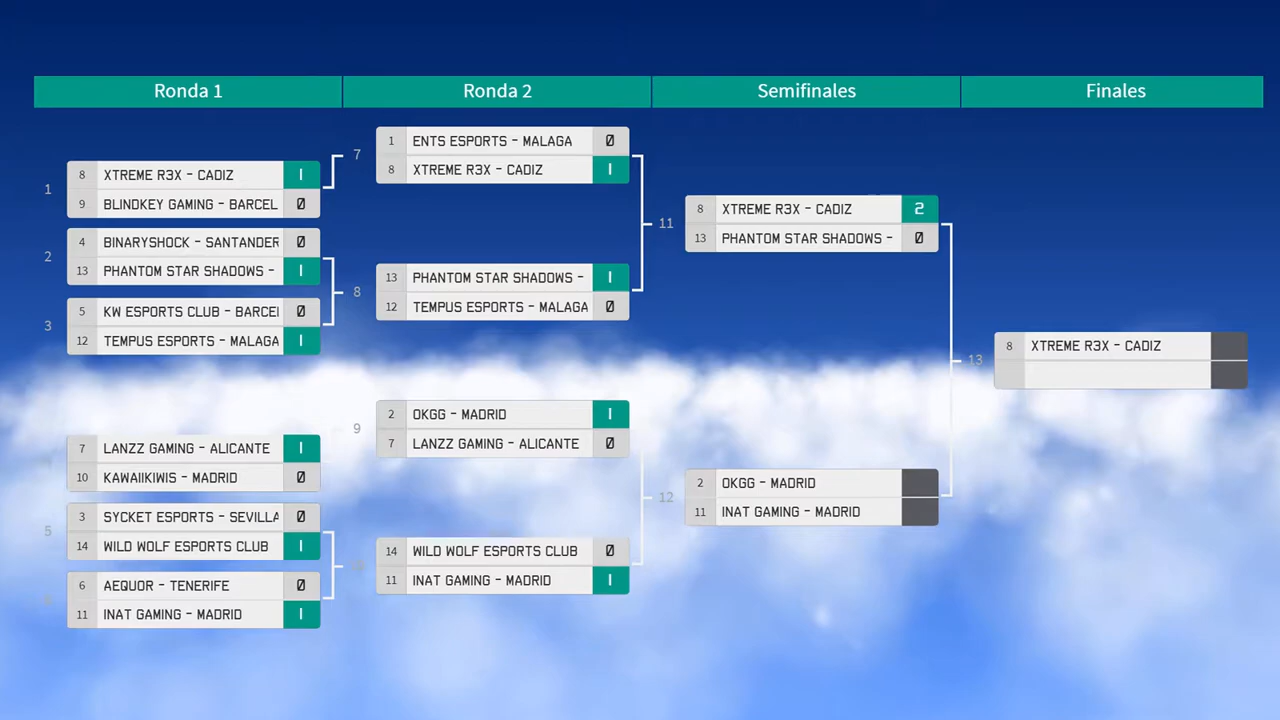 Ronda 1
Ronda 2
Semifinales
Finales
1
8 XTREME R3X - CADIZ 1
9 BLINDKEY GAMING - BARCEL 0
2
4 BINARYSHOCK - SANTANDER 0
13 PHANTOM STAR SHADOWS - 1
3
5 KW ESPORTS CLUB - BARCEL 0
12 TEMPUS ESPORTS - MALAGA 1
7 LANZZ GAMING - ALICANTE 1
10 KAWAIIKIWIS - MADRID 0
5
3 SYCKET ESPORTS - SEVILLA 0
14 WILD WOLF ESPORTS CLUB 1
6 AEQUOR - TENERIFE 0
11 INAT GAMING - MADRID 1
7
1 ENTS ESPORTS - MALAGA 0
8 XTREME R3X - CADIZ 1
8
13 PHANTOM STAR SHADOWS - 1
12 TEMPUS ESPORTS - MALAGA 0
9
2 OKGG - MADRID 1
7 LANZZ GAMING - ALICANTE 0
14 WILD WOLF ESPORTS CLUB 0
11 INAT GAMING - MADRID 1
11
8 XTREME R3X - CADIZ 2
13 PHANTOM STAR SHADOWS - 0
12
2 OKGG - MADRID
11 INAT GAMING - MADRID
13
8 XTREME R3X - CADIZ